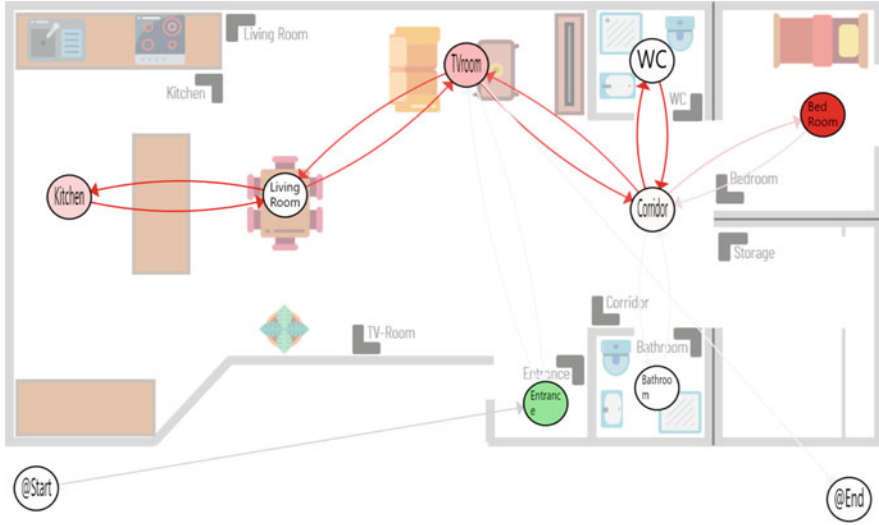 Living Room
Kitchen
TVroom
WC
WC
Bed
Room
Kitchen
Living
Room
Corridor
Bedroom
Storage
Corridor
TV-Room
Bathroom
Entrance
Bathroo
m
Entranc
e
@Start
@End